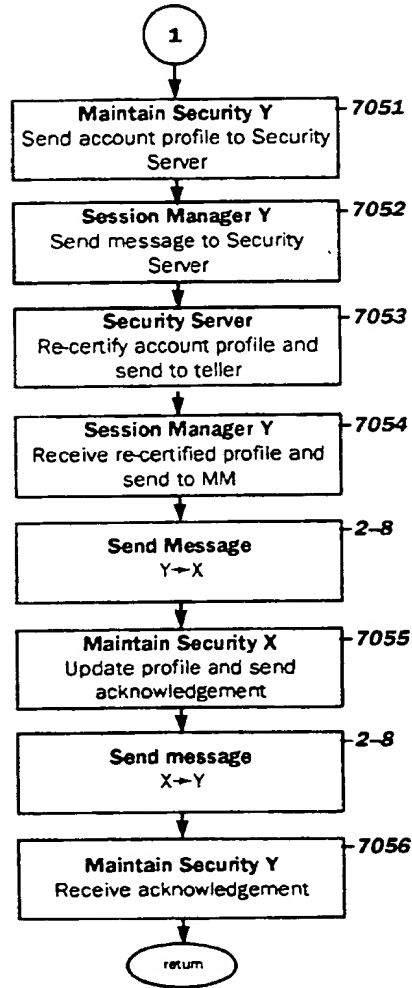 1
Maintain Security Y
7051
Send account profile to Security
Server
Session Manager Y
7052
Send message to Security
Server
Security Server
7053
Re-certify account profile and
send to teller
Session Manager Y
7054
Receive re-certified profile and
send to MM
Send Message
2-8
Y→X
Maintain Security X
7055
Update profile and send
acknowledgement
Send message
2-8
X→Y
Maintain Security Y
7056
Receive acknowledgement
return